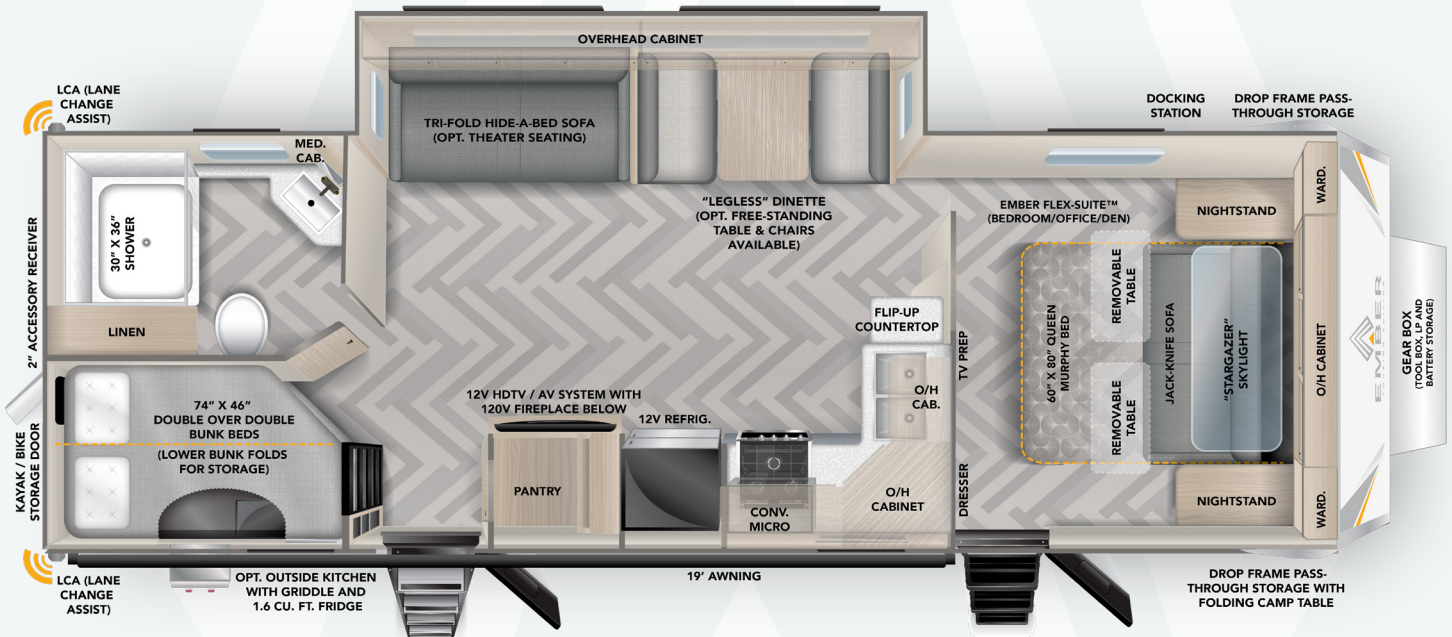 OVERHEAD CABINET
LCA (LANE
CHANGE
ASSIST)
MED.
CAB.
TRI-FOLD HIDE-A-BED SOFA
(OPT. THEATER SEATING)
DOCKING
STATION
DROP FRAME PASS-
THROUGH STORAGE
2” ACCESSORY RECEIVER
30” X 36”
SHOWER
LINEN
“LEGLESS” DINETTE
(OPT. FREE-STANDING
TABLE & CHAIRS
AVAILABLE)
EMBER FLEX-SUITE™
(BEDROOM/OFFICE/DEN)
NIGHTSTAND
WARD.
FLIP-UP
COUNTERTOP
TV PREP
60” X 80” QUEEN
MURPHY BED
REMOVABLE
TABLE
REMOVABLE
TABLE
JACK-KNIFE SOFA
“STARGAZER”
SKYLIGHT
O/H CABINET
EMBER
GEAR BOX
(TOOL BOX, LP AND
BATTERY STORAGE)
KAYAK / BIKE
STORAGE DOOR
74” X 46”
DOUBLE OVER DOUBLE
BUNK BEDS
(LOWER BUNK FOLDS
FOR STORAGE)
12V HDTV / AV SYSTEM WITH
120V FIREPLACE BELOW
12V REFRIG.
O/H
CAB.
PANTRY
CONV.
MICRO
O/H
CABINET
DRESSER
NIGHTSTAND
WARD.
LCA (LANE
CHANGE
ASSIST)
OPT. OUTSIDE KITCHEN
WITH GRIDDLE AND
1.6 CU. FT. FRIDGE
19’ AWNING
DROP FRAME PASS-
THROUGH STORAGE WITH
FOLDING CAMP TABLE